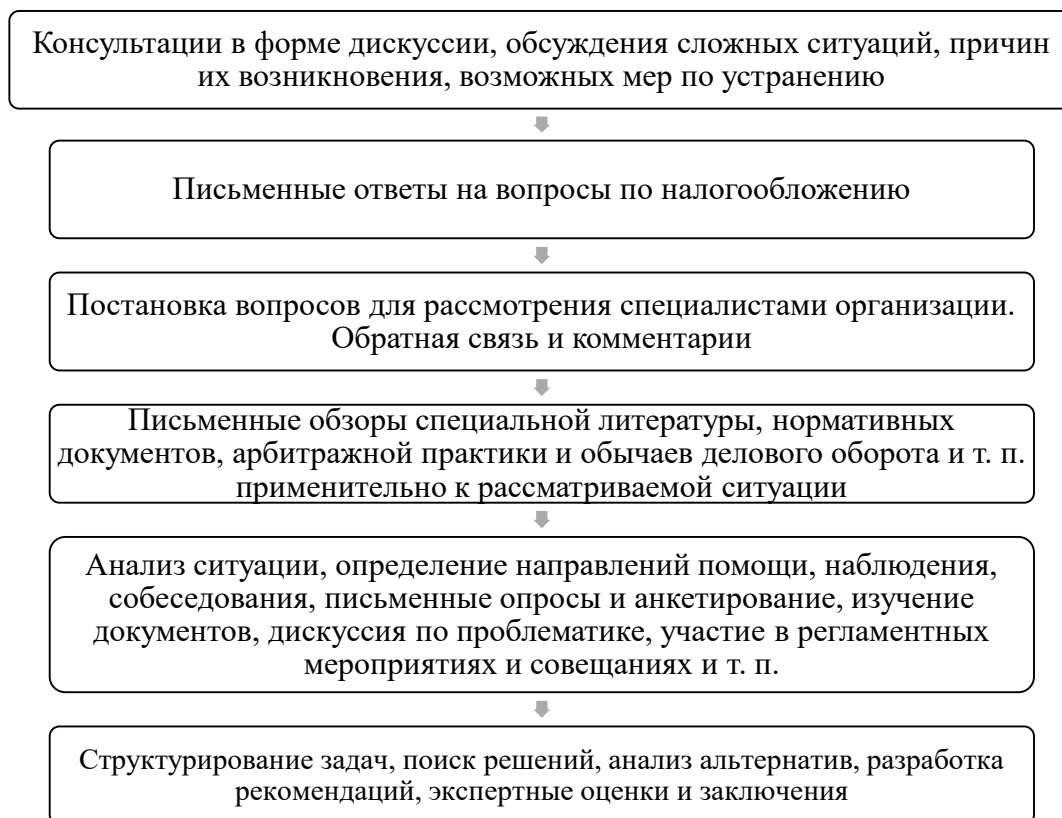 Консультации в форме дискуссии, обсуждения сложных ситуаций, причин
их возникновения, возможных мер по устранению
Письменные ответы на вопросы по налогообложению
Постановка вопросов для рассмотрения специалистами организации.
Обратная связь и комментарии
Письменные обзоры специальной литературы, нормативных
документов, арбитражной практики и обычаев делового оборота и т. п.
применительно к рассматриваемой ситуации
Анализ ситуации, определение направлений помощи, наблюдения,
собеседования, письменные опросы и анкетирование, изучение
документов, дискуссия по проблематике, участие в регламентных
мероприятиях и совещаниях и т. п.
Структурирование задач, поиск решений, анализ альтернатив, разработка
рекомендаций, экспертные оценки и заключения